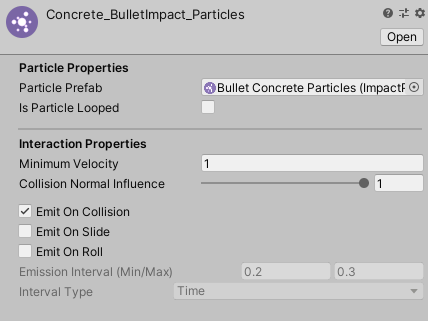 Concrete_BulletImpact_Particles
Open
Particle Properties
Particle Prefab Bullet Concrete Particles (ImpactP
Is Particle Looped
Interaction Properties
Minimum Velocity 1
Collision Normal Influence 1
Emit On Collision
Emit On Slide
Emit On Roll
Emission Interval (Min/Max) 0.2 0.3
Interval Type Time